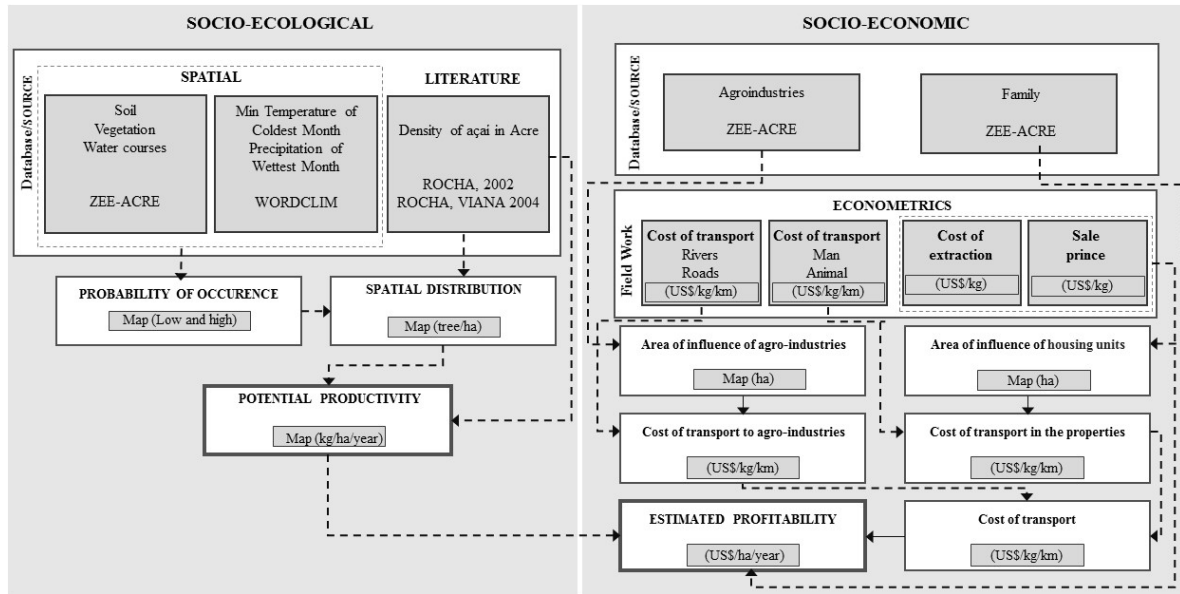 SOCIO-ECOLOGICAL
Database/SOURCE
SPATIAL
Soil
Vegetation
Water courses
ZEE-ACRE
Min Temperature of
Coldest Month
Precipitation of
Wettest Month
WORDCLIM
LITERATURE
Density of açai in Acre
ROCHA, 2002
ROCHA, VIANA 2004
PROBABILITY OF OCCURENCE
Map (Low and high)
SPATIAL DISTRIBUTION
Map (tree/ha)
POTENTIAL PRODUCTIVITY
Map (kg/ha/year)
SOCIO-ECONOMIC
Database/SOURCE
Agroindustries
ZEE-ACRE
Family
ZEE-ACRE
Field Work
ECONOMETRICS
Cost of transport
Rivers
Roads
(US$/kg/km)
Cost of transport
Man
Animal
(US$/kg/km)
Cost of
extraction
(US$/kg)
Sale
prince
(US$/kg)
Area of influence of agro-industries
Map (ha)
Area of influence of housing units
Map (ha)
Cost of transport to agro-industries
(US$/kg/km)
Cost of transport in the properties
(US$/kg/km)
ESTIMATED PROFITABILITY
(US$/ha/year)
Cost of transport
(US$/kg/km)